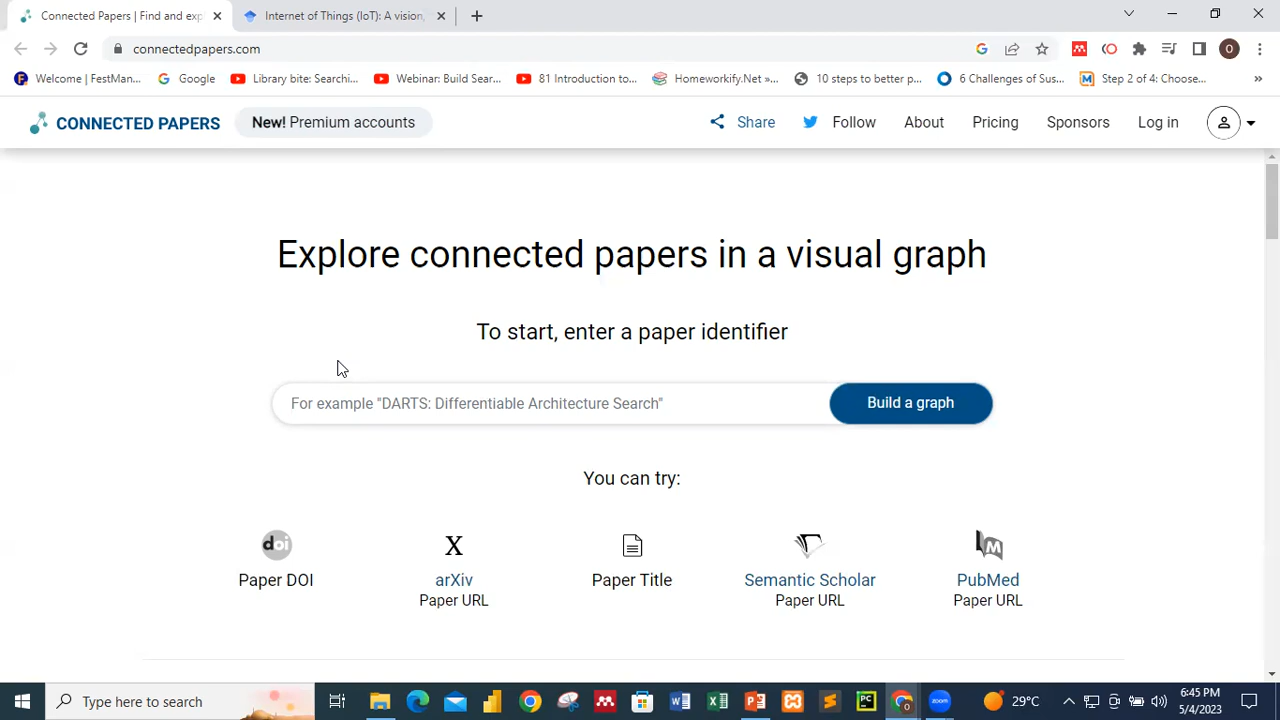 Connected Papers | Find and exp
Internet of Things (IoT): A vision,
connectedpapers.com
Welcome | FestMan...
Google
Library bite: Searchi...
Webinar: Build Sear...
81 Introduction to...
Homeworkify.Net »...
10 steps to better p...
6 Challenges of Sus...
Step 2 of 4: Choose...
»
CONNECTED PAPERS
New! Premium accounts
Share
Follow
About
Pricing
Sponsors
Log in
Explore connected papers in a visual graph
To start, enter a paper identifier
For example "DARTS: Differentiable Architecture Search"
Build a graph
You can try:
doi
Paper DOI
X
arXiv
Paper URL
Paper Title
Semantic Scholar
Paper URL
M
PubMed
Paper URL
Type here to search
PC
zoom
29°C
6:45 PM
5/4/2023